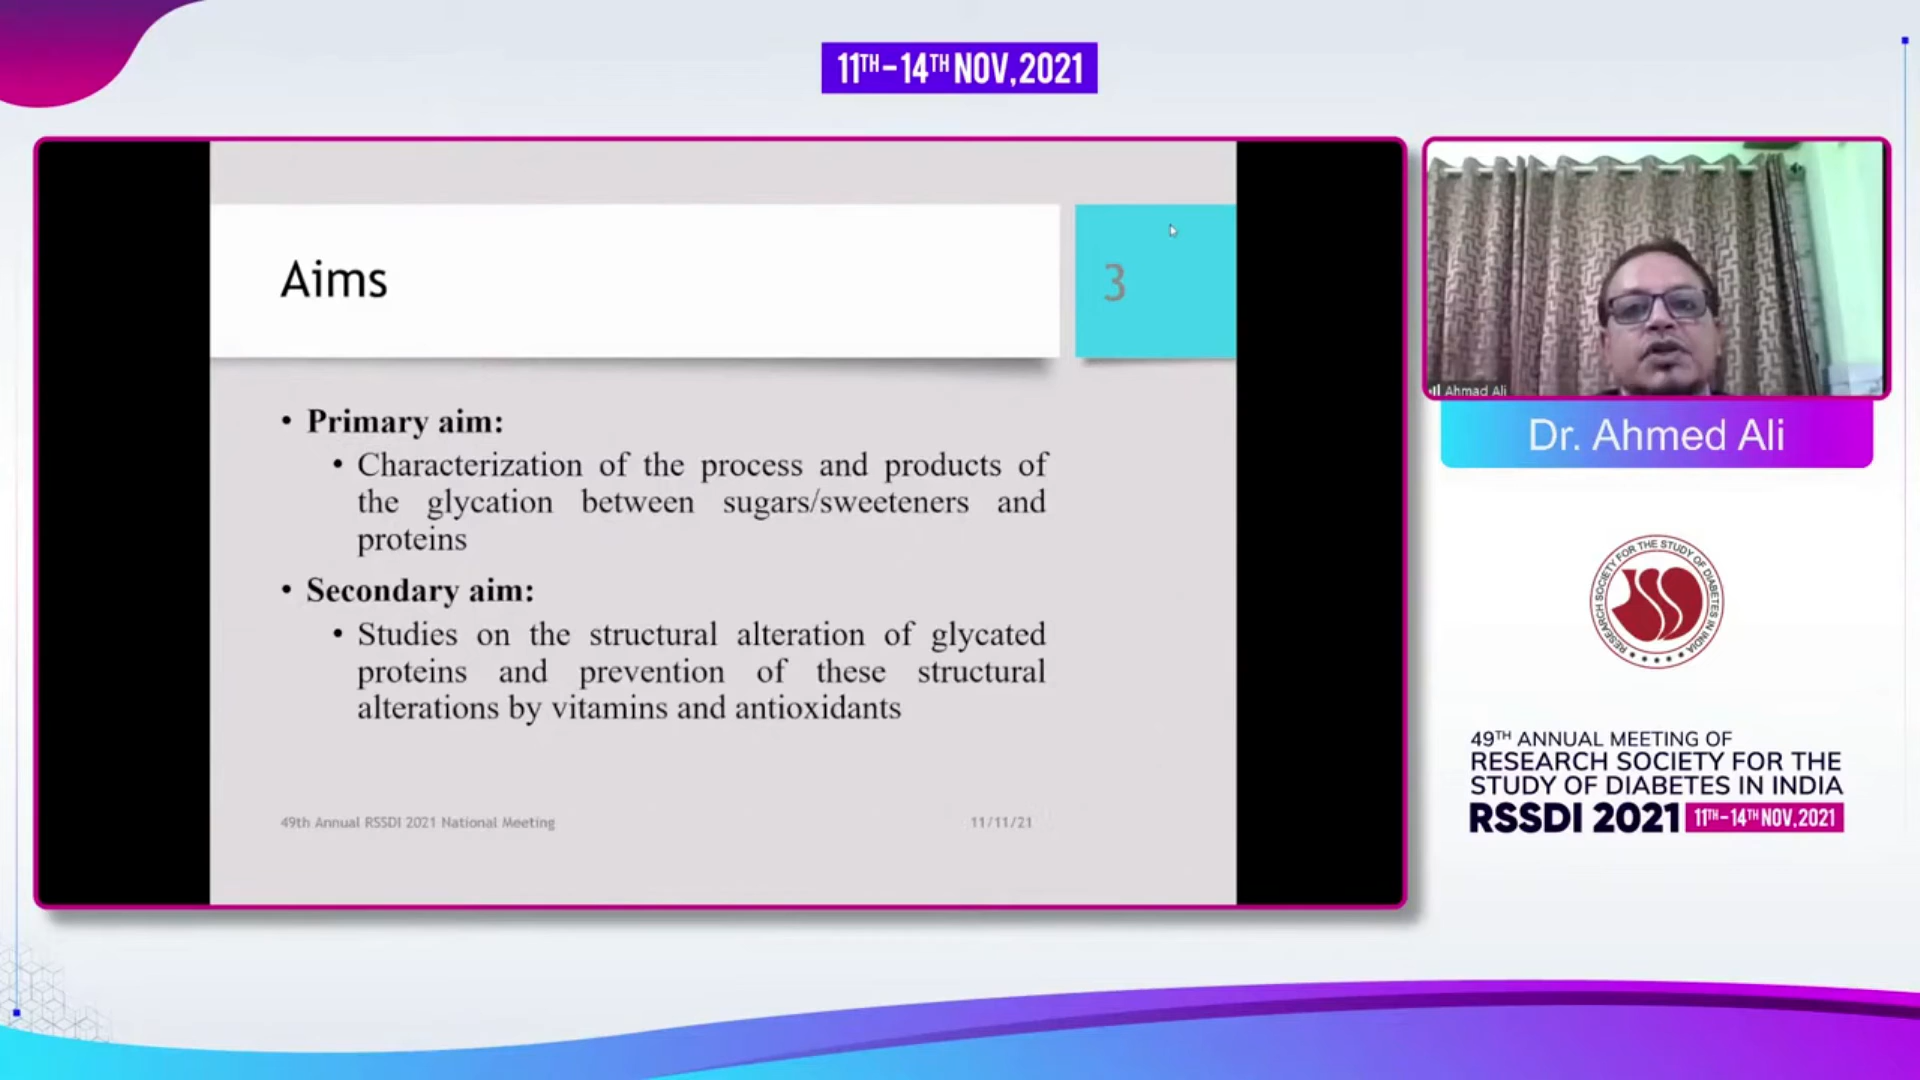 11TH-14TH NOV, 2021
Aims
3
• Primary aim:
• Characterization of the process and products of
the glycation between sugars/sweeteners and
proteins
• Secondary aim:
• Studies on the structural alteration of glycated
proteins and prevention of these structural
alterations by vitamins and antioxidants
49th Annual RSSDI 2021 National Meeting
11/11/21
Ahmad Ali
Dr. Ahmed Ali
RESEARCH SOCIETY FOR THE STUDY OF DIABETES IN INDIA
49TH ANNUAL MEETING OF
RESEARCH SOCIETY FOR THE
STUDY OF DIABETES IN INDIA
RSSDI 2021 11TH-14TH NOV, 2021